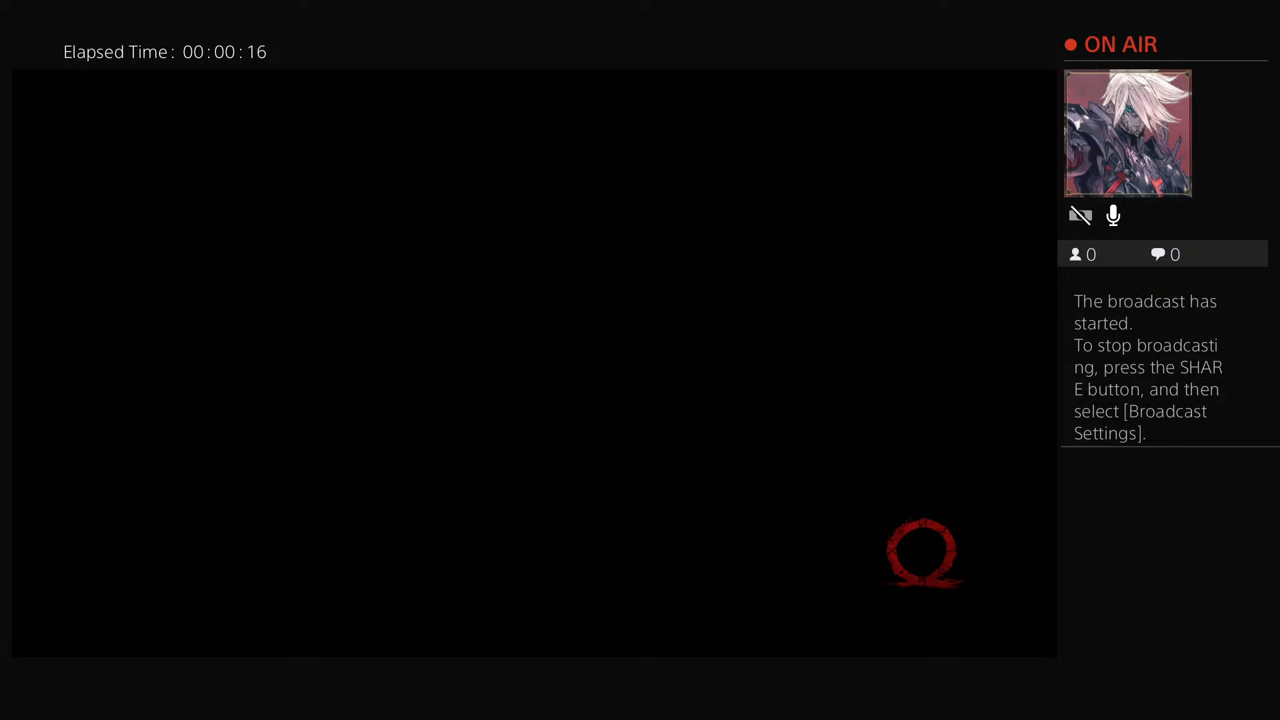 Elapsed Time: 00:00:16
ON AIR
0
0
The broadcast has
started.
To stop broadcasti
ng, press the SHAR
E button, and then
select [Broadcast
Settings].
Ω